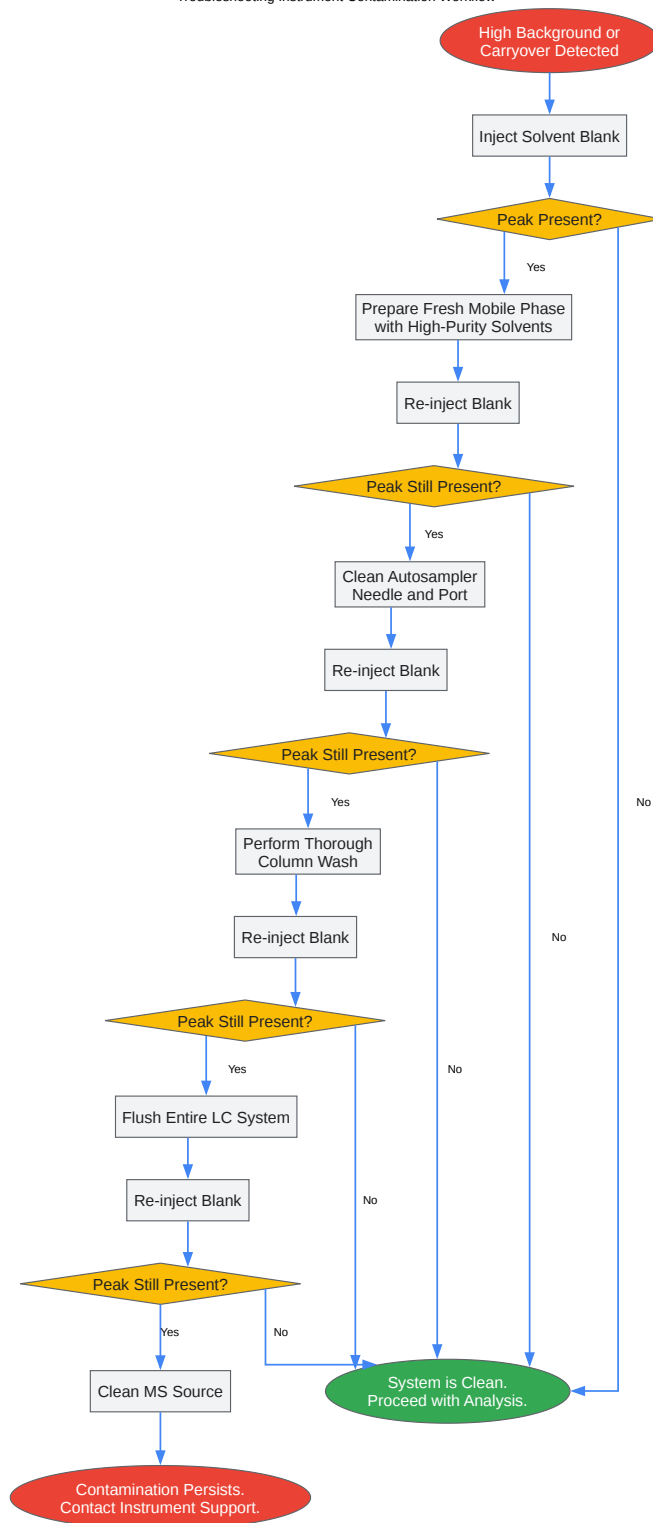 Troubleshooting Instrument Contamination Workflow
High Background or
Carryover Detected
Inject Solvent Blank
Peak Present?
Yes
Prepare Fresh Mobile Phase
with High-Purity Solvents
Re-inject Blank
Peak Still Present?
Yes
Clean Autosampler
Needle and Port
Re-inject Blank
Peak Still Present?
Yes
No
Perform Thorough
Column Wash
Re-inject Blank
No
Peak Still Present?
Yes
No
Flush Entire LC System
Re-inject Blank
No
Peak Still Present?
Yes
No
Clean MS Source
System is Clean.
Proceed with Analysis.
Contamination Persists.
Contact Instrument Support.